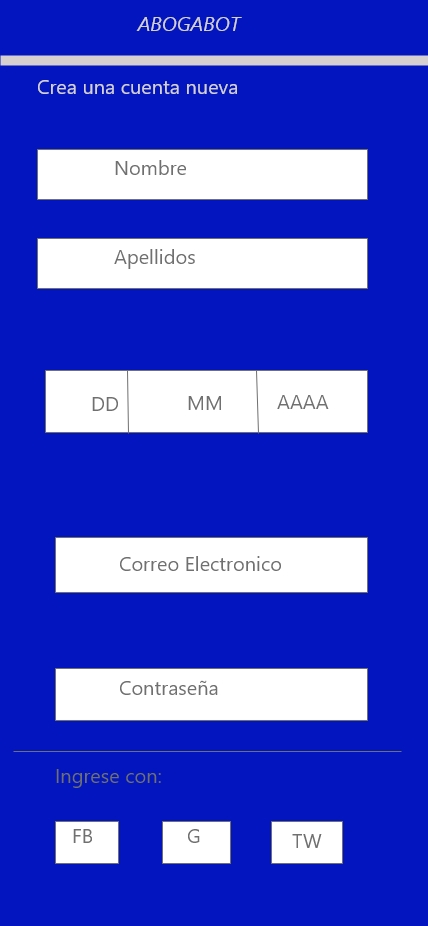 ABOGABOT
Crea una cuenta nueva
Nombre
Apellidos
DD MM AAAA
Correo Electronico
Contraseña
Ingrese con:
FB G TW